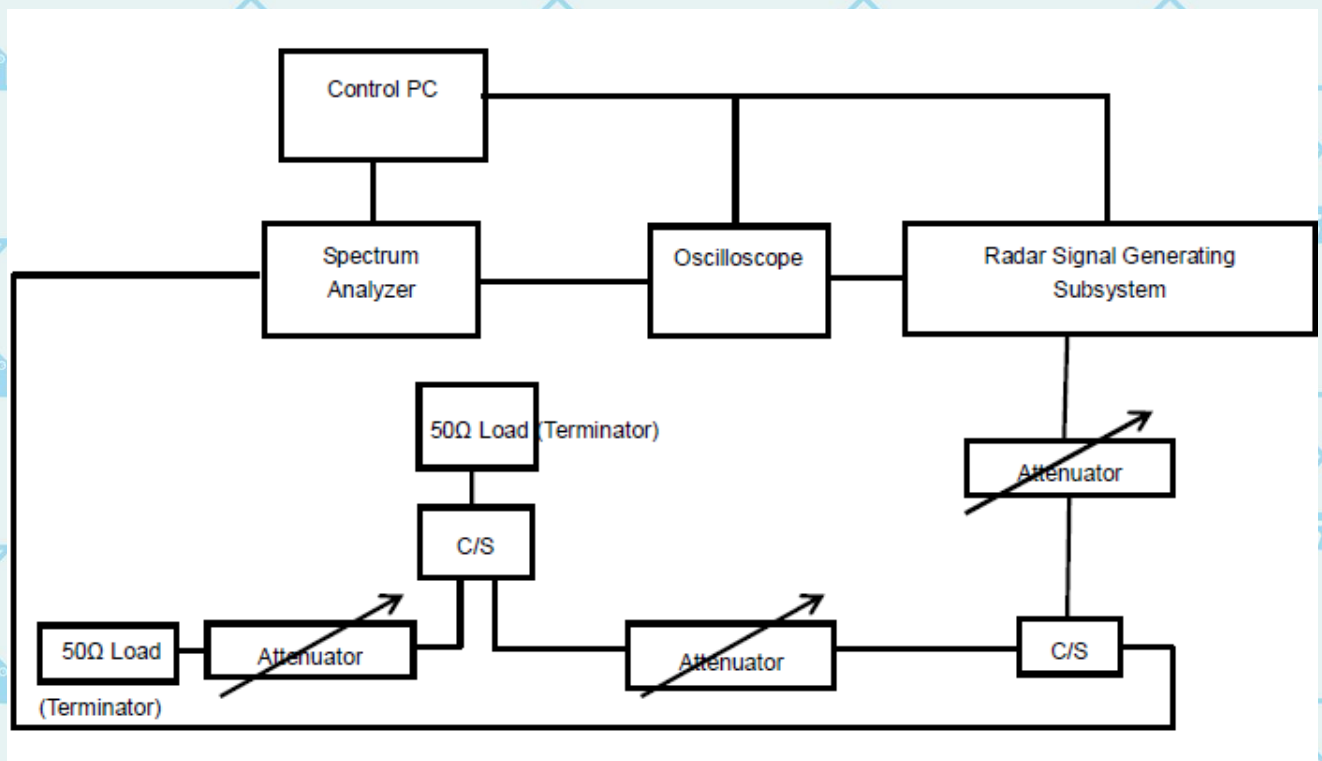 Control PC
Spectrum
Analyzer
Oscilloscope
Radar Signal Generating
Subsystem
50Ω Load (Terminator)
Attenuator
C/S
50Ω Load
(Terminator)
Attenuator
Attenuator
C/S